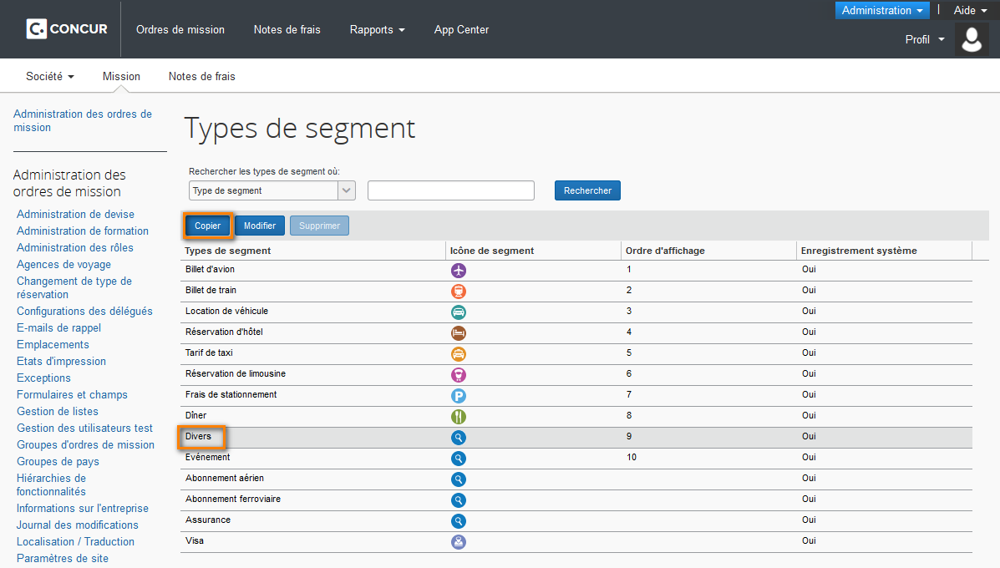 Administration | Aide
C. CONCUR Ordres de mission Notes de frais Rapports App Center
Profil
Société Mission Notes de frais
Administration des ordres de
mission
Administration des
ordres de mission
Administration de devise
Administration de formation
Administration des rôles
Agences de voyage
Changement de type de
réservation
Configurations des délégués
E-mails de rappel
Emplacements
Etats d'impression
Exceptions
Formulaires et champs
Gestion de listes
Gestion des utilisateurs test
Groupes d'ordres de mission
Groupes de pays
Hiérarchies de
fonctionnalités
Informations sur l'entreprise
Journal des modifications
Localisation / Traduction
Paramètres de site
Types de segment
Rechercher les types de segment où:
Type de segment Rechercher
Copier Modifier Supprimer
Types de segment Icône de segment Ordre d'affichage Enregistrement système
Billet d'avion 1 Oui
Billet de train 2 Oui
Location de véhicule 3 Oui
Réservation d'hôtel 4 Oui
Tarif de taxi 5 Oui
Réservation de limousine 6 Oui
Frais de stationnement P 7 Oui
Dîner 8 Oui
Divers 9 Oui
Evénement 10 Oui
Abonnement aérien Oui
Abonnement ferroviaire Oui
Assurance Oui
Visa Oui